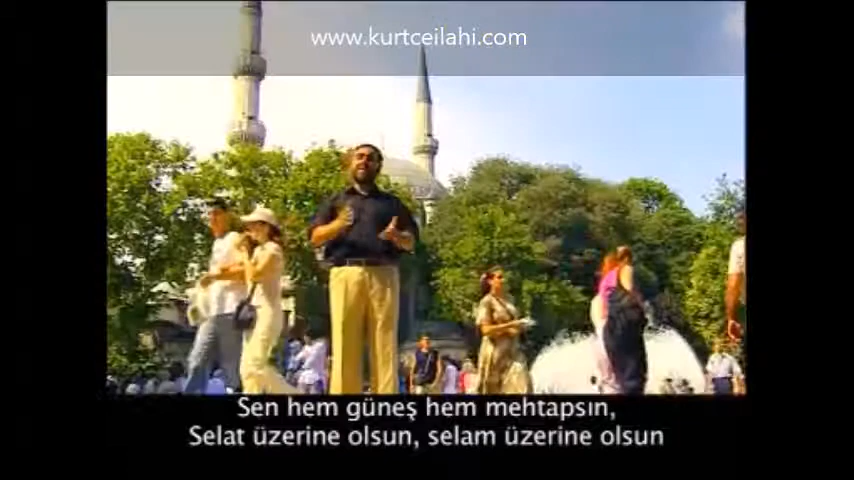 www.kurtceilahi.com
Sen hem güneş hem mehtapsın,
Selat üzerine olsun, selam üzerine olsun